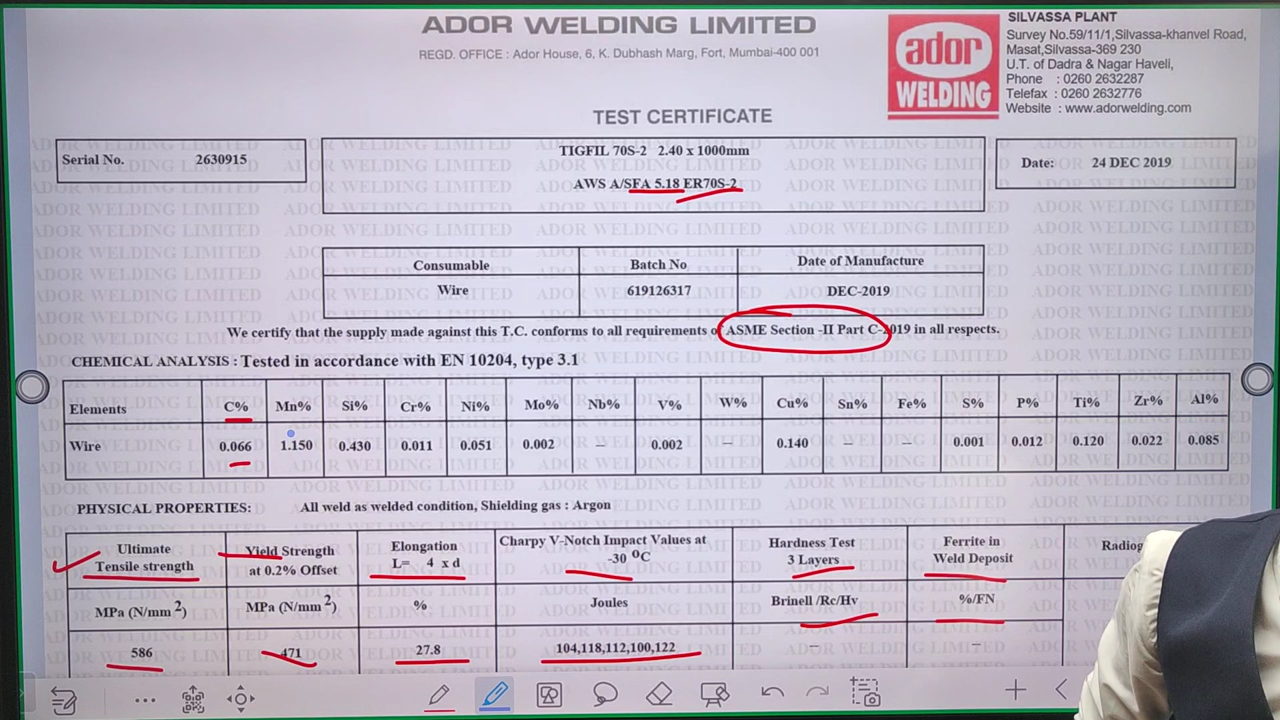 ADOR WELDING LIMITED
REGD. OFFICE : Ador House, 6, K. Dubhash Marg, Fort, Mumbai-400 001
ador
WELDING
SILVASSA PLANT
Survey No.59/11/1,Silvassa-khanvel Road,
Masat,Silvassa-369 230
U.T. of Dadra & Nagar Haveli,
Phone : 0260 2632287
Telefax : 0260 2632776
Website : www.adorwelding.com
TEST CERTIFICATE
Serial No. 2630915
TIGFIL 70S-2 2.40 x 1000mm
AWS A/SFA 5.18 ER70S-2
Date: 24 DEC 2019
Consumable Batch No Date of Manufacture
Wire 619126317 DEC-2019
We certify that the supply made against this T.C. conforms to all requirements of ASME Section -II Part C-2019 in all respects.
CHEMICAL ANALYSIS : Tested in accordance with EN 10204, type 3.1
Elements C% Mn% Si% Cr% Ni% Mo% Nb% V% W% Cu% Sn% Fe% S% P% Ti% Zr% Al%
Wire 0.066 1.150 0.430 0.011 0.051 0.002 — 0.002 — 0.140 — — 0.001 0.012 0.120 0.022 0.085
PHYSICAL PROPERTIES: All weld as welded condition, Shielding gas : Argon
Ultimate Tensile strength
Yield Strength at 0.2% Offset
Elongation L= 4 x d
Charpy V-Notch Impact Values at -30 ºC
Hardness Test 3 Layers
Ferrite in Weld Deposit
MPa (N/mm 2) MPa (N/mm 2) % Joules Brinell /Rc/Hv %/FN
586 471 27.8 104,118,112,100,122 — —